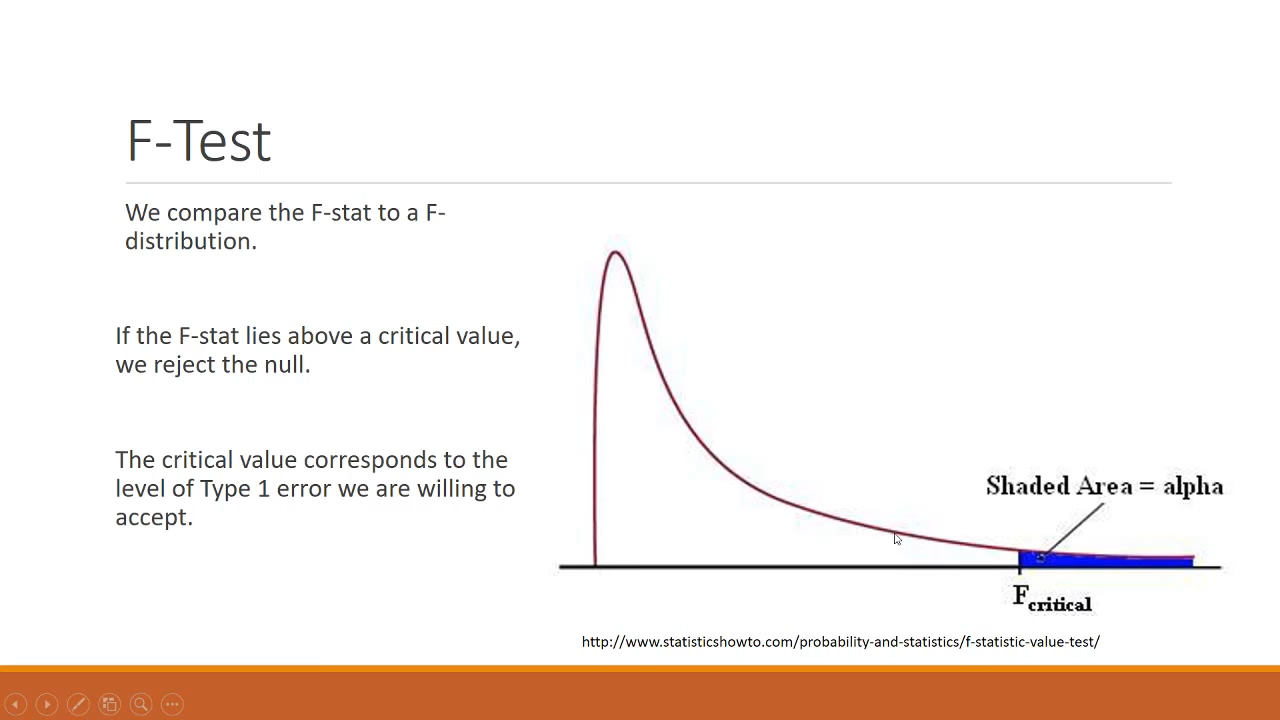 F-Test
We compare the F-stat to a F-
distribution.
If the F-stat lies above a critical value,
we reject the null.
The critical value corresponds to the
level of Type 1 error we are willing to
accept.
Shaded Area = alpha
Fcritical
http://www.statisticshowto.com/probability-and-statistics/f-statistic-value-test/